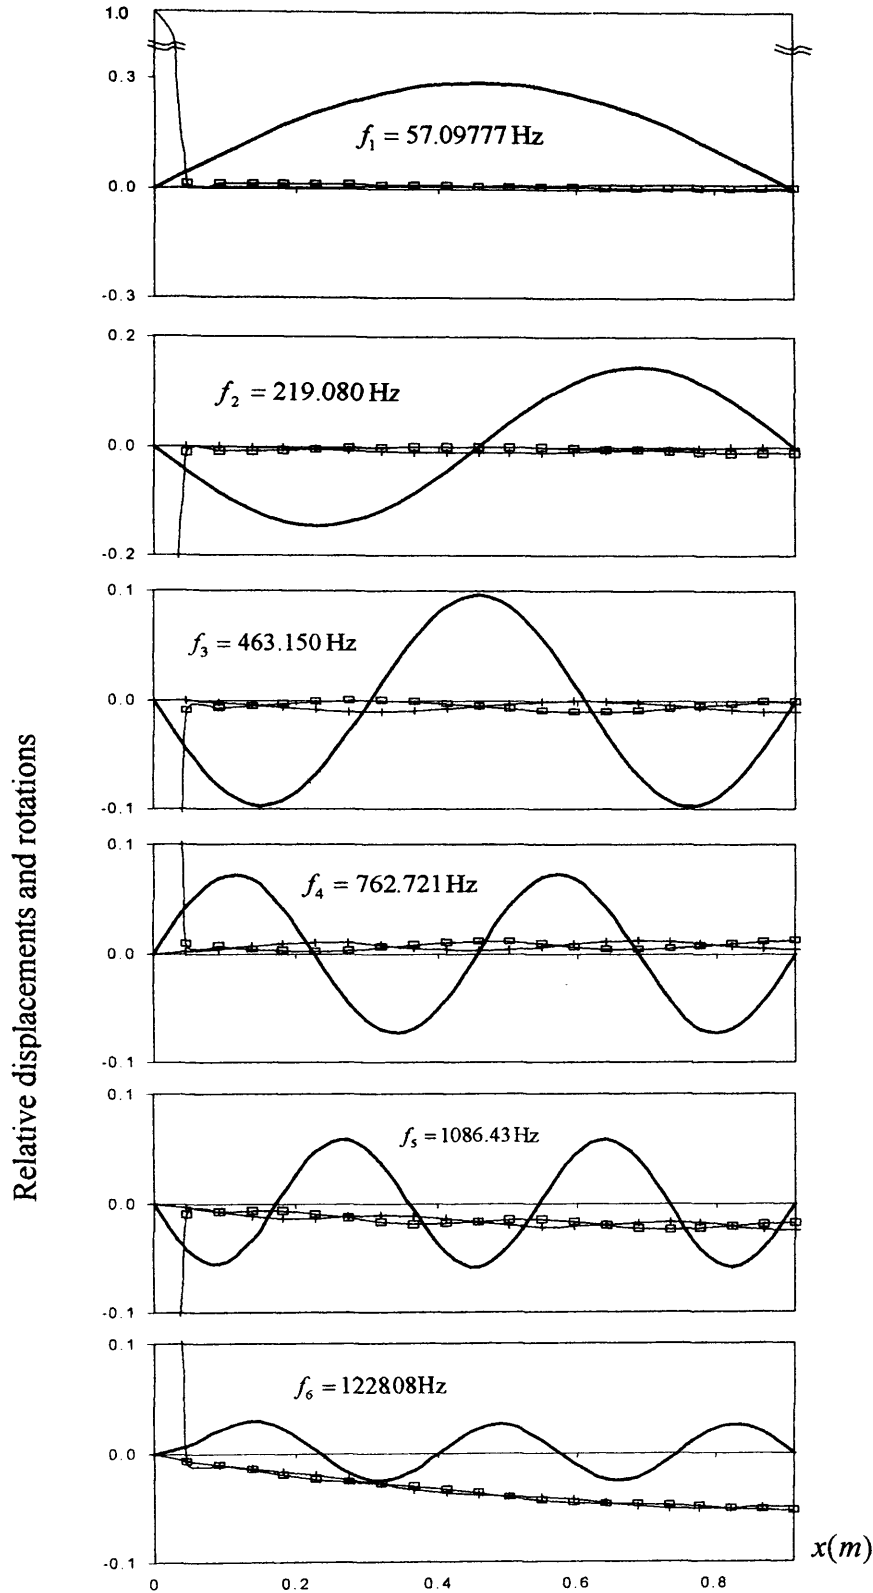 1.0
0.3
f₁ = 57.09777 Hz
0.0
-0.3
0.2
f₂ = 219.080 Hz
0.0
-0.2
0.1
f₃ = 463.150 Hz
0.0
-0.1
0.1
f₄ = 762.721 Hz
0.0
-0.1
0.1
f₅ = 1086.43 Hz
0.0
-0.1
0.1
f₆ = 122808Hz
0.0
-0.1
0 0.2 0.4 0.6 0.8
x(m)
Relative displacements and rotations